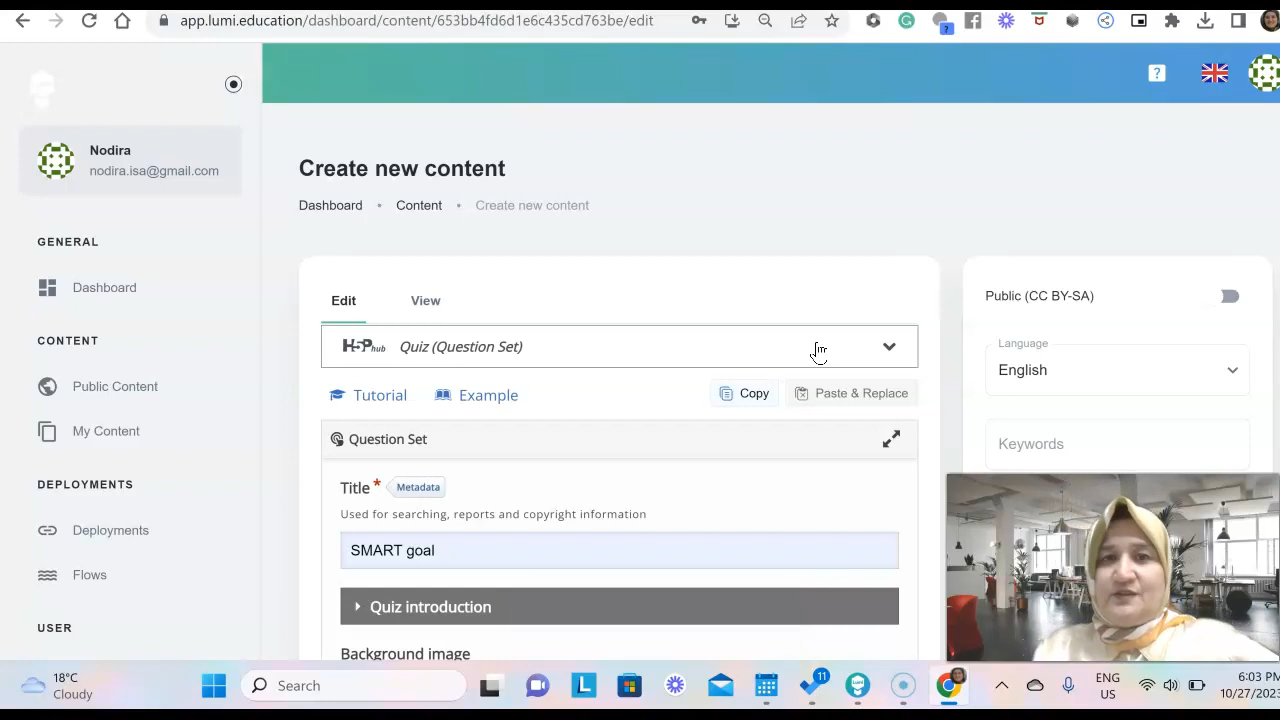 app.lumi.education/dashboard/content/653bb4fd6d1e6c435cd763be/edit
?
?
Nodira
nodira.isa@gmail.com
GENERAL
Dashboard
CONTENT
Public Content
My Content
DEPLOYMENTS
Deployments
Flows
USER
Create new content
Dashboard • Content • Create new content
Edit View
H5P hub Quiz (Question Set)
Tutorial Example Copy Paste & Replace
Question Set
Title * Metadata
Used for searching, reports and copyright information
SMART goal
Quiz introduction
Background image
Public (CC BY-SA)
Language
English
Keywords
18°C
Cloudy
Search
L
11
Lumi
ENG
US
6:03 PM
10/27/2023